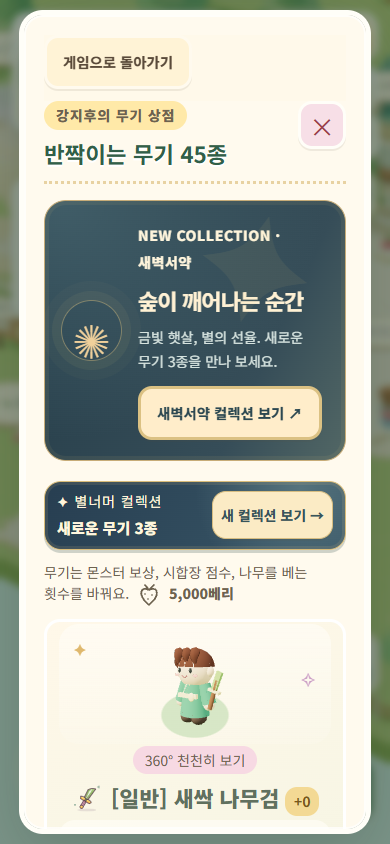 게임으로 돌아가기
강지후의 무기 상점
반짝이는 무기 45종
NEW COLLECTION ·
새벽서약
숲이 깨어나는 순간
금빛 햇살, 별의 선율. 새로운
무기 3종을 만나 보세요.
새벽서약 컬렉션 보기 ↗
✦ 별너머 컬렉션
새로운 무기 3종
새 컬렉션 보기 →
무기는 몬스터 보상, 시합장 점수, 나무를 베는
횟수를 바꿔요. 5,000베리
360° 천천히 보기
[일반] 새싹 나무검 +0